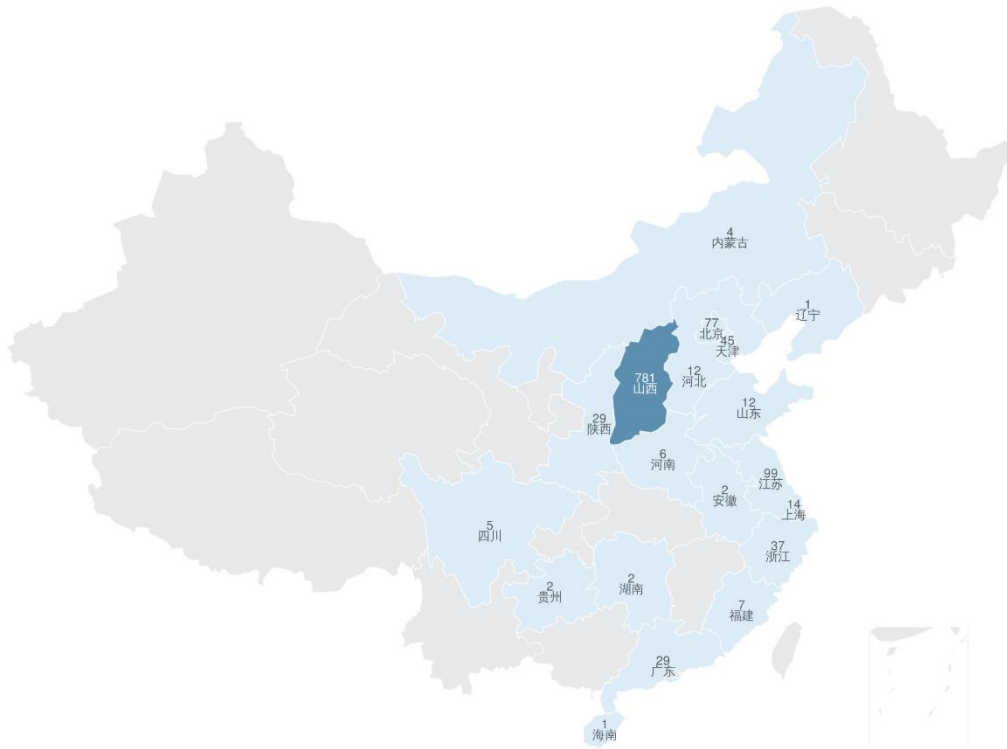 4
内蒙古
1
辽宁
77
北京
45
天津
781
山西
12
河北
12
山东
29
陕西
6
河南
99
江苏
2
安徽
14
上海
5
四川
37
浙江
2
贵州
2
湖南
7
福建
29
广东
1
海南